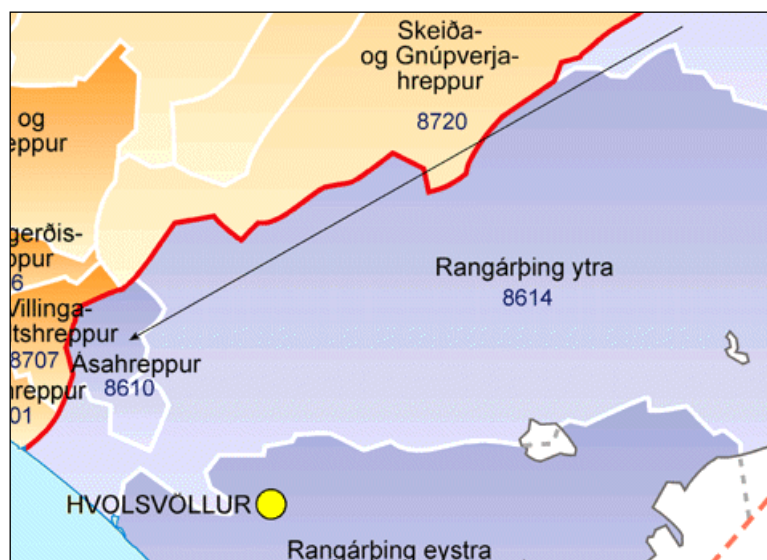 Skeiða-
og Gnúpverja-
hreppur
8720
og
eppur
gerðis-
ppur
6
Villinga-
tshreppur
8707
hreppur
01
Ásahreppur
8610
Rangárþing ytra
8614
HVOLSVÖLLUR
Rangárþing eystra